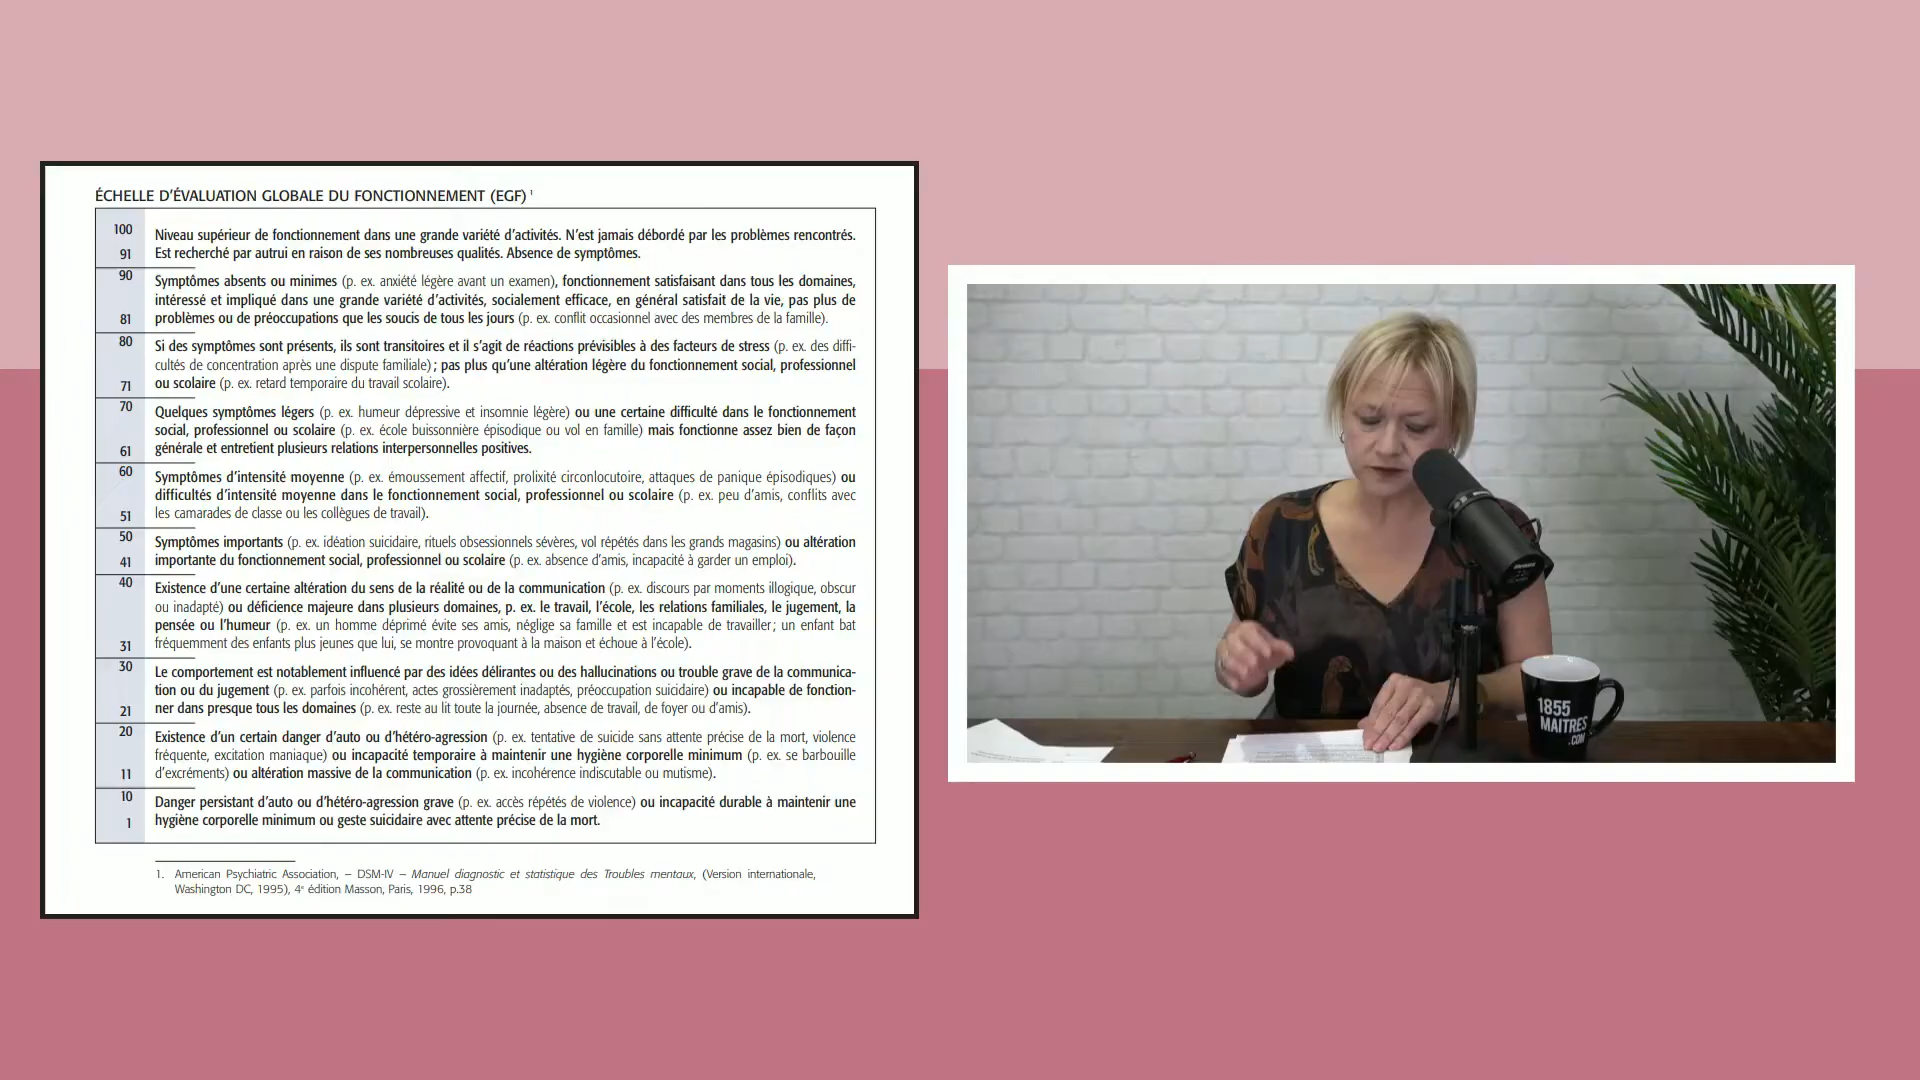 ÉCHELLE D’ÉVALUATION GLOBALE DU FONCTIONNEMENT (EGF) ¹
100
Niveau supérieur de fonctionnement dans une grande variété d’activités. N’est jamais débordé par les problèmes rencontrés.
91 Est recherché par autrui en raison de ses nombreuses qualités. Absence de symptômes.
90
Symptômes absents ou minimes (p. ex. anxiété légère avant un examen), fonctionnement satisfaisant dans tous les domaines,
intéressé et impliqué dans une grande variété d’activités, socialement efficace, en général satisfait de la vie, pas plus de
81 problèmes ou de préoccupations que les soucis de tous les jours (p. ex. conflit occasionnel avec des membres de la famille).
80
Si des symptômes sont présents, ils sont transitoires et il s’agit de réactions prévisibles à des facteurs de stress (p. ex. des diffi-
cultés de concentration après une dispute familiale) ; pas plus qu’une altération légère du fonctionnement social, professionnel
71 ou scolaire (p. ex. retard temporaire du travail scolaire).
70
Quelques symptômes légers (p. ex. humeur dépressive et insomnie légère) ou une certaine difficulté dans le fonctionnement
social, professionnel ou scolaire (p. ex. école buissonnière épisodique ou vol en famille) mais fonctionne assez bien de façon
61 générale et entretient plusieurs relations interpersonnelles positives.
60
Symptômes d’intensité moyenne (p. ex. émoussement affectif, prolixité circonlocutoire, attaques de panique épisodiques) ou
difficultés d’intensité moyenne dans le fonctionnement social, professionnel ou scolaire (p. ex. peu d’amis, conflits avec
51 les camarades de classe ou les collègues de travail).
50
Symptômes importants (p. ex. idéation suicidaire, rituels obsessionnels sévères, vol répétés dans les grands magasins) ou altération
41 importante du fonctionnement social, professionnel ou scolaire (p. ex. absence d’amis, incapacité à garder un emploi).
40
Existence d’une certaine altération du sens de la réalité ou de la communication (p. ex. discours par moments illogique, obscur
ou inadapté) ou déficience majeure dans plusieurs domaines, p. ex. le travail, l’école, les relations familiales, le jugement, la
pensée ou l’humeur (p. ex. un homme déprimé évite ses amis, néglige sa famille et est incapable de travailler ; un enfant bat
31 fréquemment des enfants plus jeunes que lui, se montre provoquant à la maison et échoue à l’école).
30
Le comportement est notablement influencé par des idées délirantes ou des hallucinations ou trouble grave de la communica-
tion ou du jugement (p. ex. parfois incohérent, actes grossièrement inadaptés, préoccupation suicidaire) ou incapable de fonction-
21 ner dans presque tous les domaines (p. ex. reste au lit toute la journée, absence de travail, de foyer ou d’amis).
20
Existence d’un certain danger d’auto ou d’hétéro-agression (p. ex. tentative de suicide sans attente précise de la mort, violence
fréquente, excitation maniaque) ou incapacité temporaire à maintenir une hygiène corporelle minimum (p. ex. se barbouille
11 d’excréments) ou altération massive de la communication (p. ex. incohérence indiscutable ou mutisme).
10
Danger persistant d’auto ou d’hétéro-agression grave (p. ex. accès répétés de violence) ou incapacité durable à maintenir une
1 hygiène corporelle minimum ou geste suicidaire avec attente précise de la mort.
1. American Psychiatric Association, – DSM-IV – Manuel diagnostic et statistique des Troubles mentaux, (Version internationale,
Washington DC, 1995), 4ᵉ édition Masson, Paris, 1996, p.38
1855
MAITRES
.COM